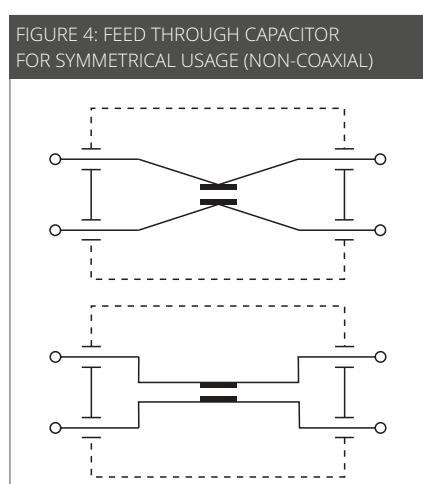 FIGURE 4: FEED THROUGH CAPACITOR
FOR SYMMETRICAL USAGE (NON-COAXIAL)